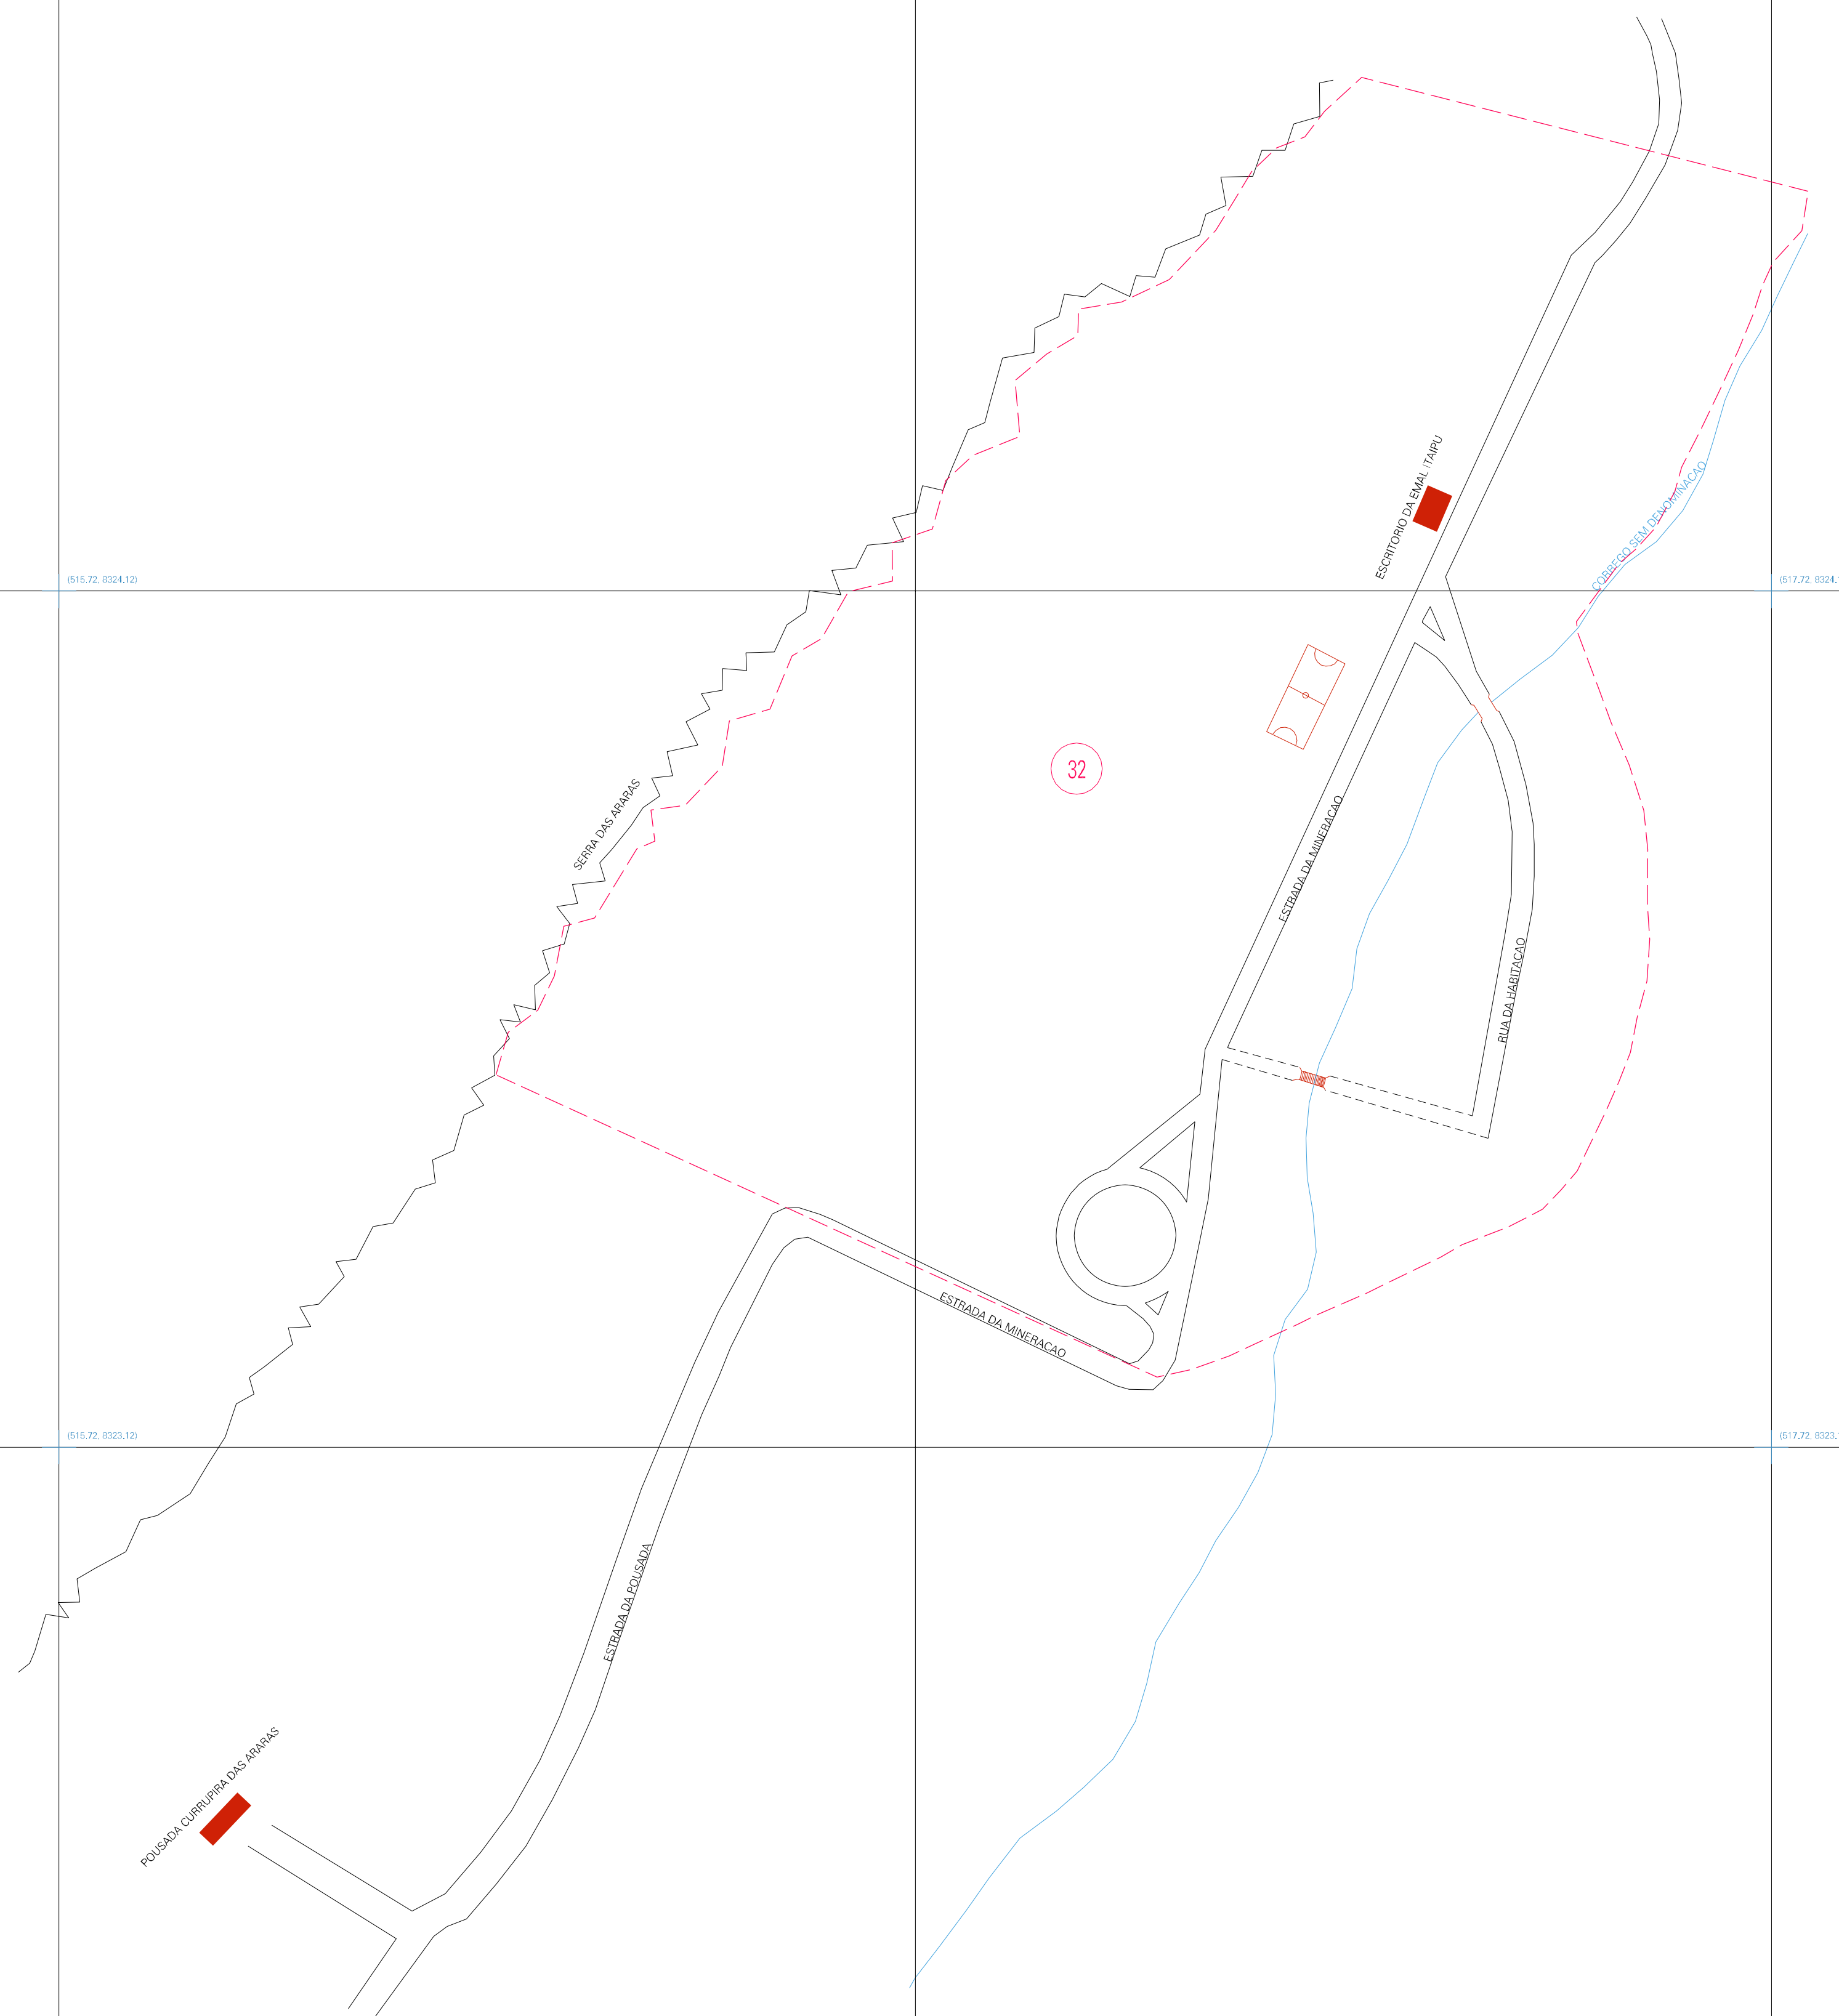 ESCRITORIO DA EMAL ITAIPU
CORREGO SEM DENOMINACAO
(515,72, 8324,12)
(517,72, 8324,
32
SERRA DAS ARARAS
ESTRADA DA MINERACAO
RUA DA HABITACAO
ESTRADA DA MINERACAO
(515,72, 8323,12)
(517,72, 8323,
ESTRADA DA POUSADA
POUSADA CURRUPIRA DAS ARARAS